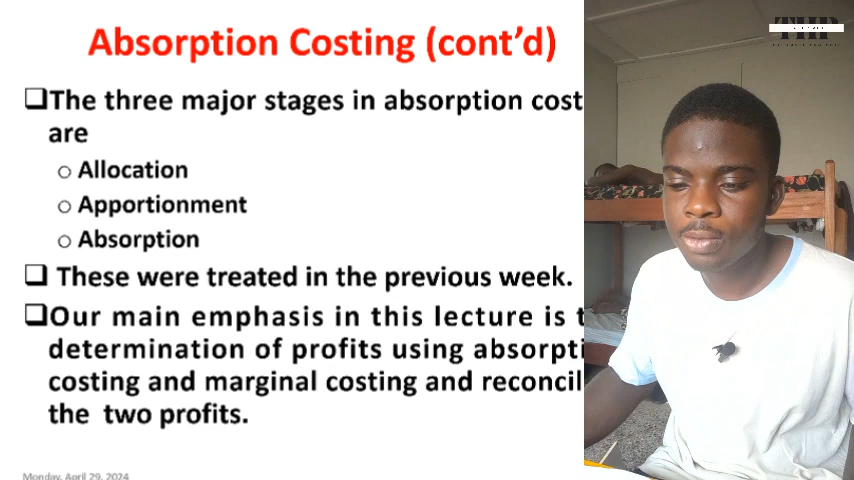 Absorption Costing (cont’d)
❑The three major stages in absorption cost
are
○ Allocation
○ Apportionment
○ Absorption
❑ These were treated in the previous week.
❑Our main emphasis in this lecture is t
determination of profits using absorpti
costing and marginal costing and reconcil
the two profits.
Monday, April 29, 2024
THP